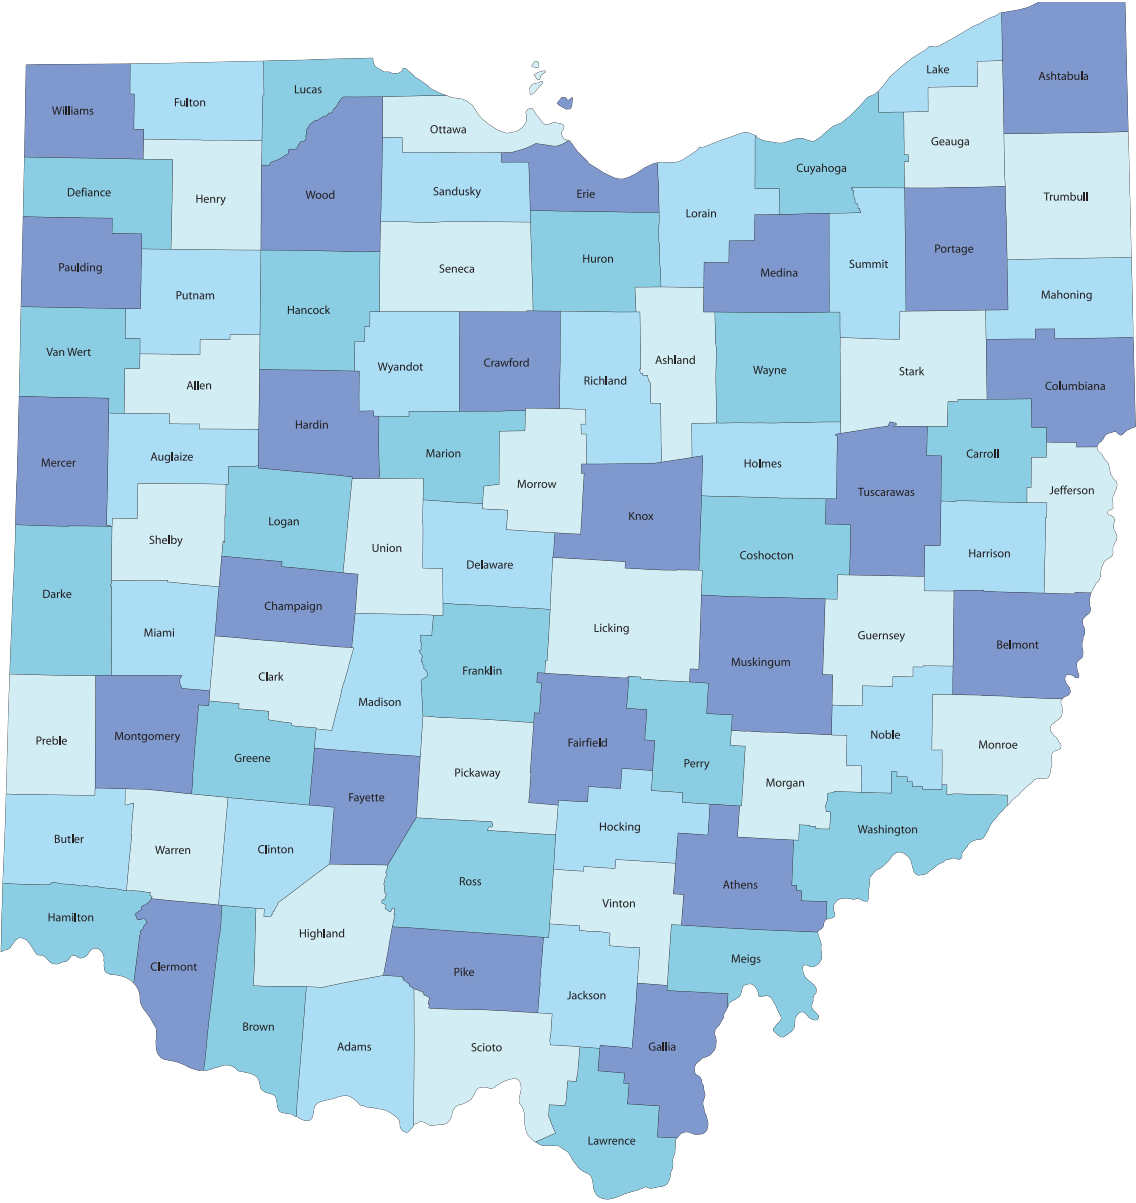 Lake
Ashtabula
Lucas
Fulton
Williams
Ottawa
Geauga
Cuyahoga
Defiance
Henry
Wood
Sandusky
Erie
Lorain
Trumbull
Paulding
Putnam
Seneca
Huron
Medina
Summit
Portage
Mahoning
Hancock
Van Wert
Allen
Wyandot
Crawford
Richland
Ashland
Wayne
Stark
Columbiana
Hardin
Mercer
Auglaize
Marion
Morrow
Holmes
Carroll
Tuscarawas
Jefferson
Shelby
Logan
Union
Knox
Delaware
Coshocton
Harrison
Darke
Miami
Champaign
Licking
Guernsey
Belmont
Clark
Franklin
Muskingum
Madison
Preble
Montgomery
Greene
Pickaway
Fairfield
Perry
Noble
Monroe
Morgan
Fayette
Butler
Warren
Clinton
Hocking
Washington
Ross
Athens
Vinton
Hamilton
Highland
Clermont
Pike
Meigs
Jackson
Brown
Adams
Scioto
Gallia
Lawrence